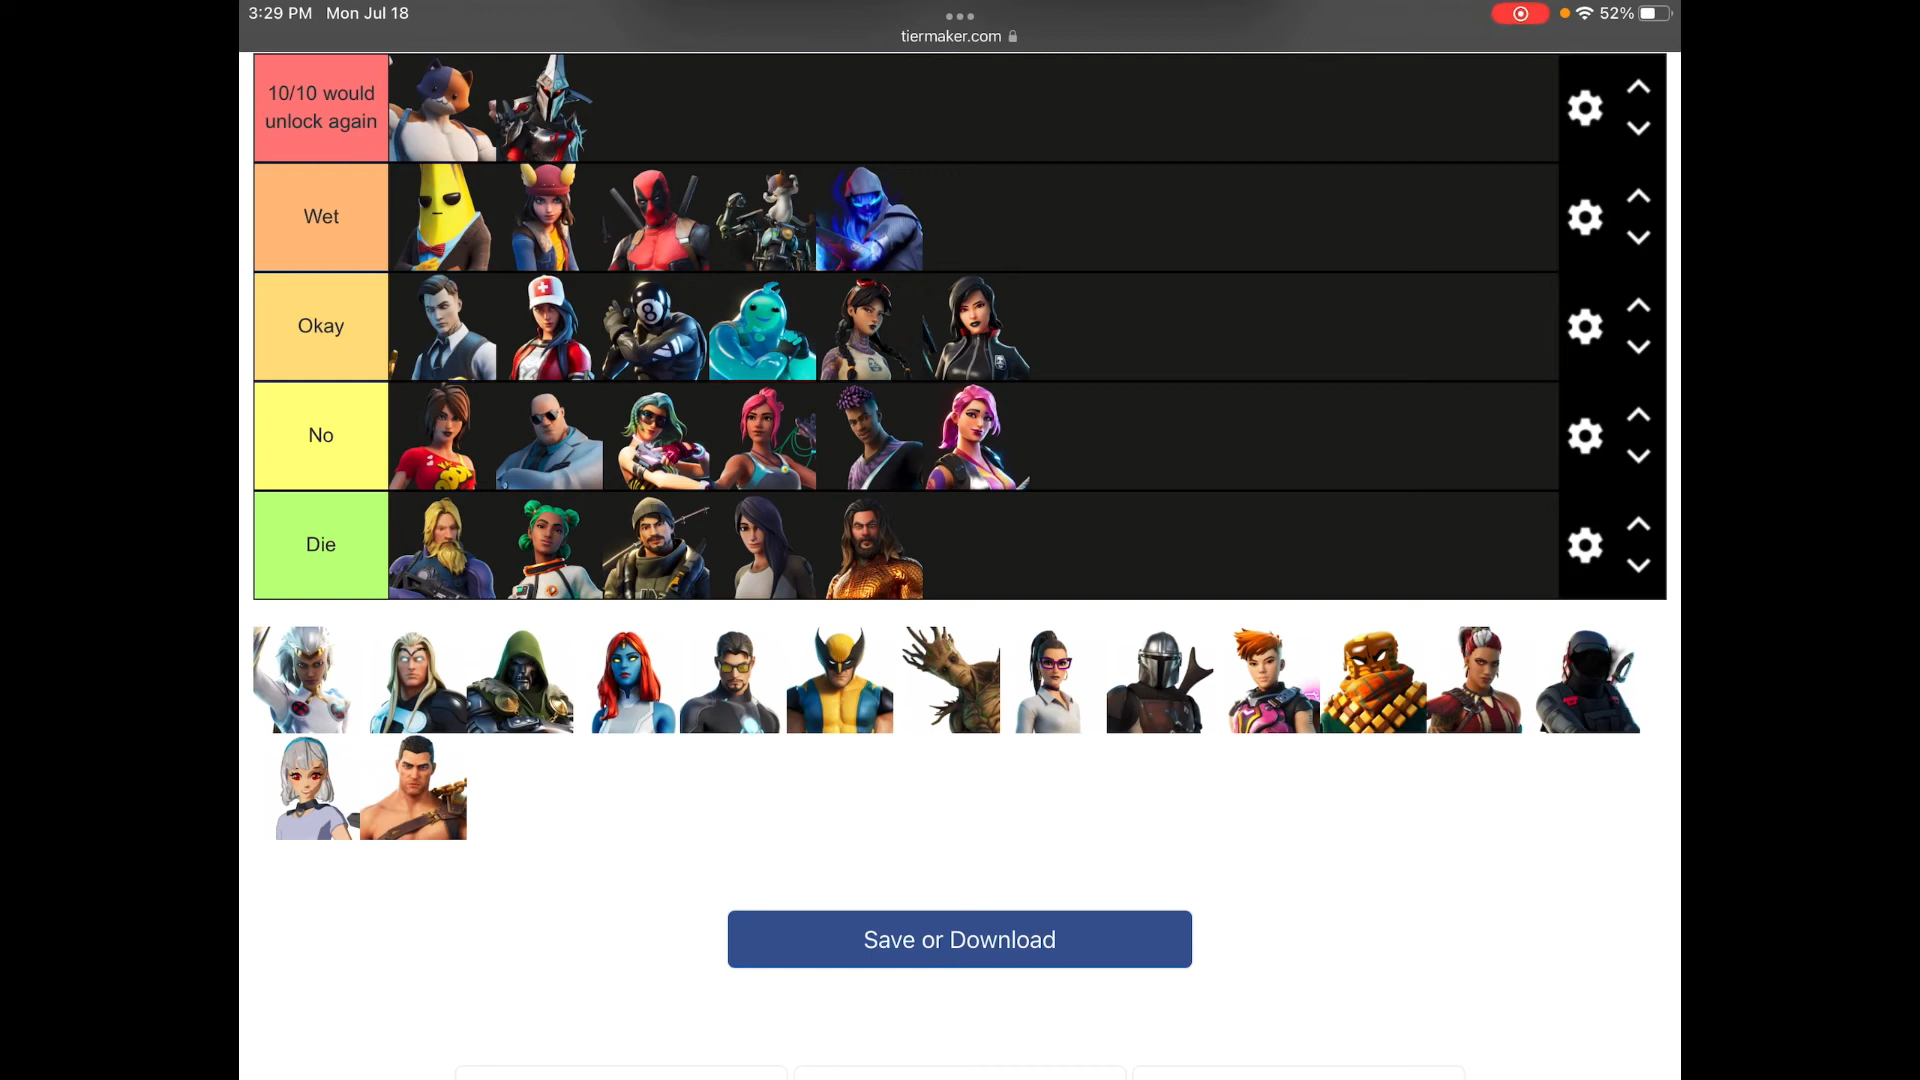 3:29 PM Mon Jul 18
52%
tiermaker.com
10/10 would
unlock again
Wet
8
Okay
No
Die
Save or Download